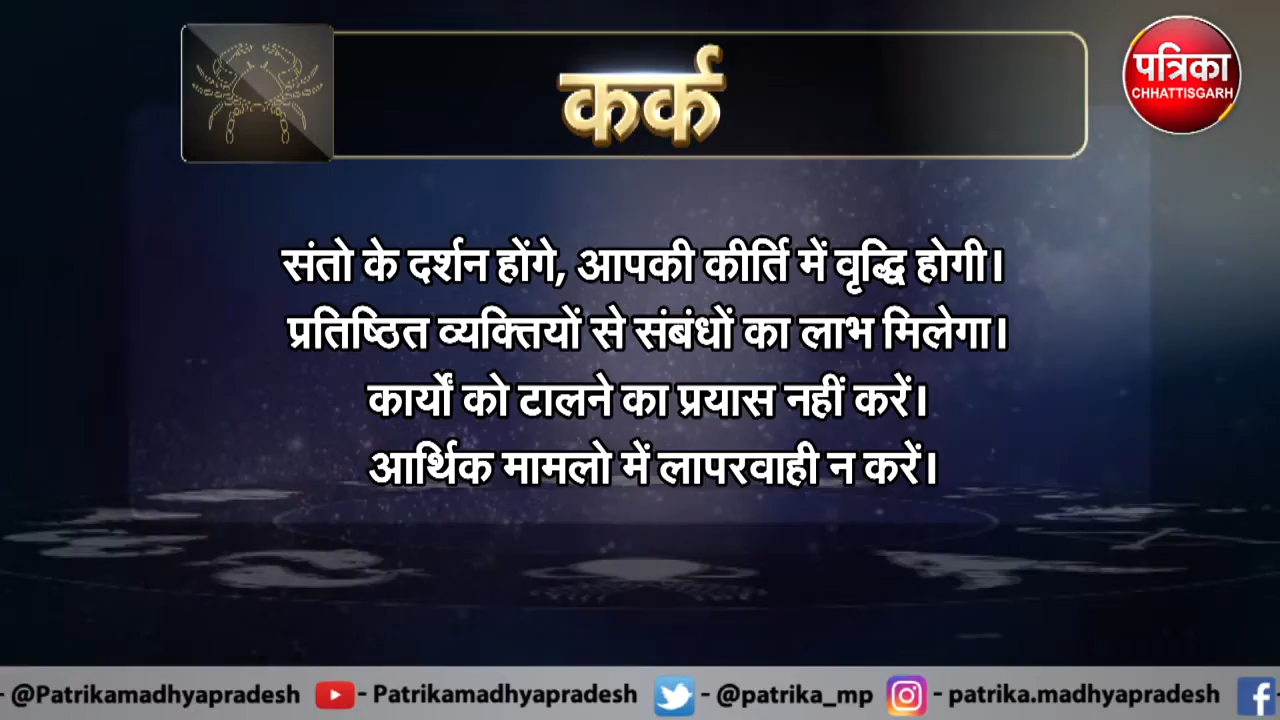 कर्क
पत्रिका
CHHATTISGARH
संतो के दर्शन होंगे, आपकी कीर्ति में वृद्धि होगी।
प्रतिष्ठित व्यक्तियों से संबंधों का लाभ मिलेगा।
कार्यों को टालने का प्रयास नहीं करें।
आर्थिक मामलो में लापरवाही न करें।
- @Patrikamadhyapradesh - Patrikamadhyapradesh - @patrika_mp - patrika.madhyapradesh -